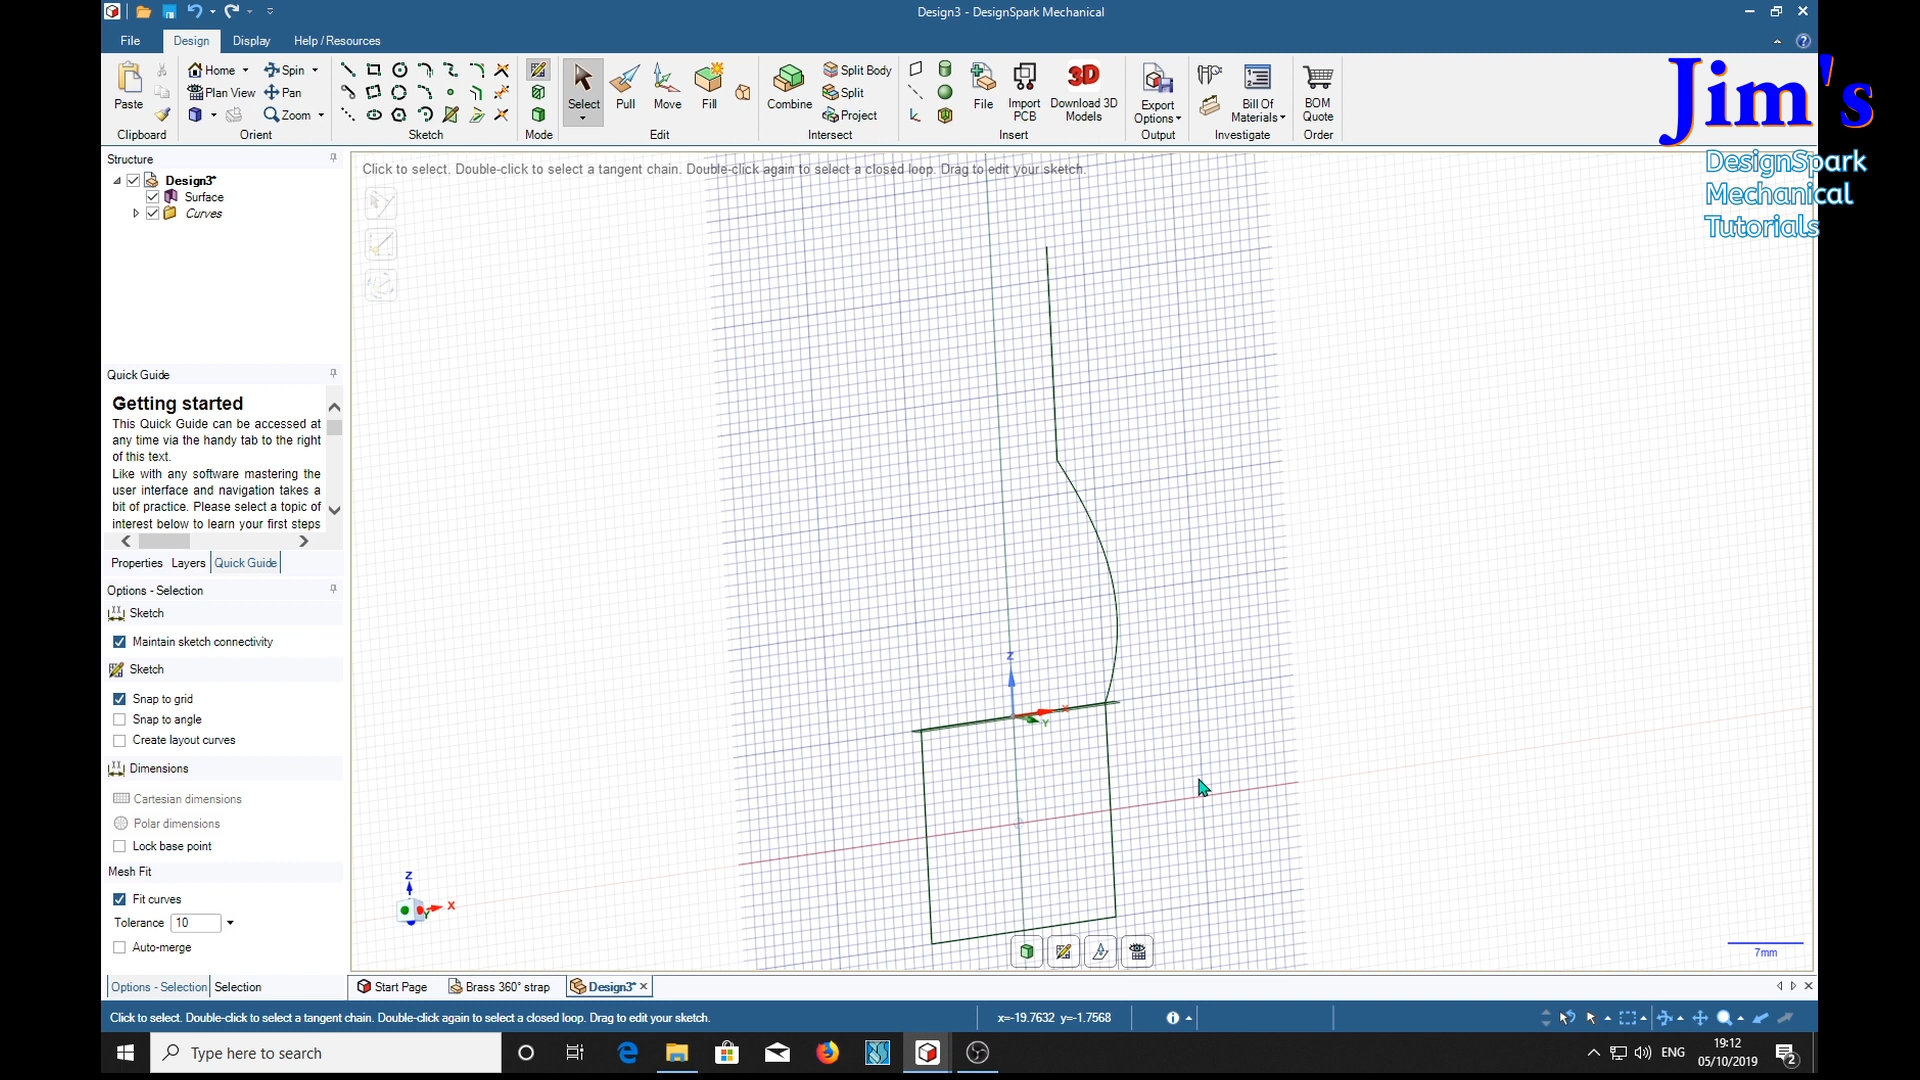 Design3 - DesignSpark Mechanical
File Design Display Help / Resources
Paste
Clipboard
Home Spin
Plan View Pan
Zoom
Orient
Sketch
Mode
Select Pull Move Fill
Edit
Combine
Split Body
Split
Project
Intersect
File Import PCB Download 3D Models
3D
Insert
Export Options
Output
Bill Of Materials
Investigate
BOM Quote
Order
Jim's
DesignSpark
Mechanical
Tutorials
Structure
Design3*
Surface
Curves
Click to select. Double-click to select a tangent chain. Double-click again to select a closed loop. Drag to edit your sketch.
Quick Guide
Getting started
This Quick Guide can be accessed at
any time via the handy tab to the right
of this text.
Like with any software mastering the
user interface and navigation takes a
bit of practice. Please select a topic of
interest below to learn your first steps
Properties Layers Quick Guide
Options - Selection
Sketch
Maintain sketch connectivity
Sketch
Snap to grid
Snap to angle
Create layout curves
Dimensions
Cartesian dimensions
Polar dimensions
Lock base point
Mesh Fit
Fit curves
Tolerance 10
Auto-merge
Z
X
Y
Z
X
Y
7mm
Options - Selection Selection
Start Page Brass 360° strap Design3*
Click to select. Double-click to select a tangent chain. Double-click again to select a closed loop. Drag to edit your sketch.
x=-19.7632 y=-1.7568
Type here to search
ENG
19:12
05/10/2019
2